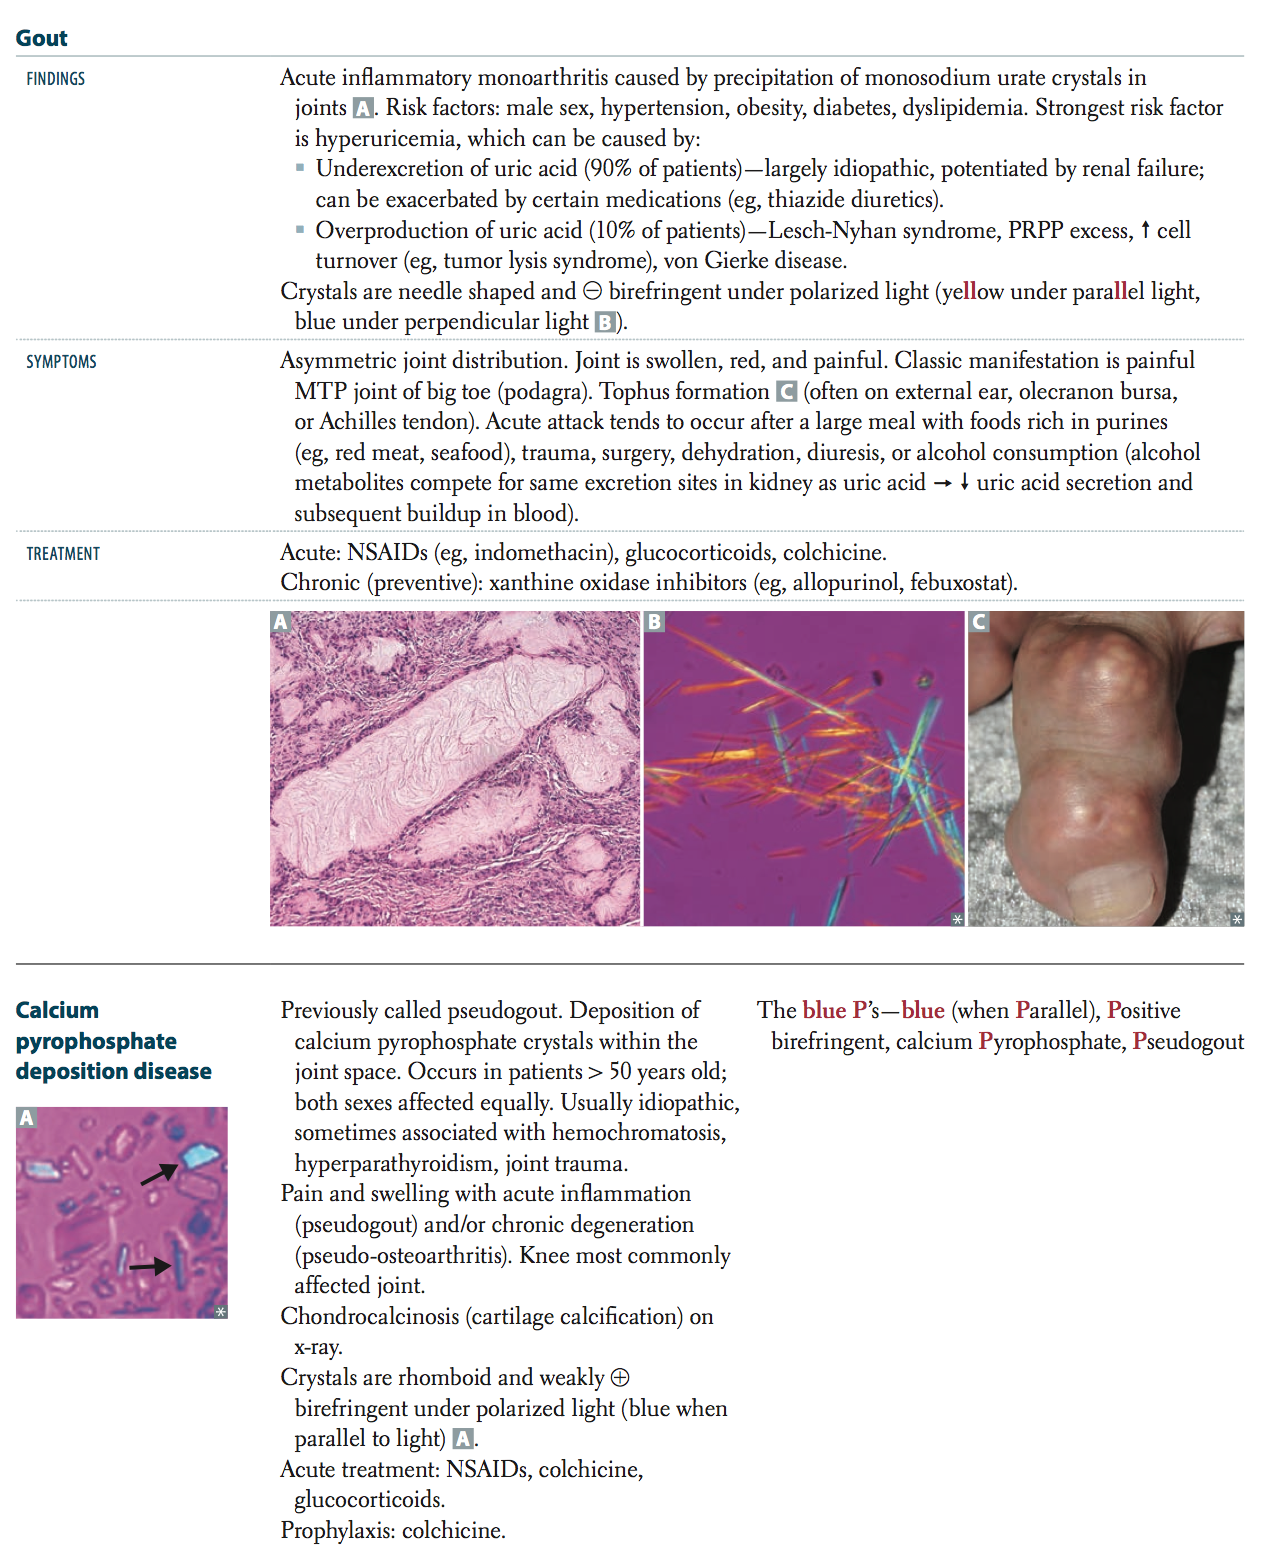 Gout
FINDINGS
Acute inflammatory monoarthritis caused by precipitation of monosodium urate crystals in
joints A. Risk factors: male sex, hypertension, obesity, diabetes, dyslipidemia. Strongest risk factor
is hyperuricemia, which can be caused by:
▪ Underexcretion of uric acid (90% of patients)—largely idiopathic, potentiated by renal failure;
can be exacerbated by certain medications (eg, thiazide diuretics).
▪ Overproduction of uric acid (10% of patients)—Lesch-Nyhan syndrome, PRPP excess, ↑ cell
turnover (eg, tumor lysis syndrome), von Gierke disease.
Crystals are needle shaped and ⊖ birefringent under polarized light (yellow under parallel light,
blue under perpendicular light B).
SYMPTOMS
Asymmetric joint distribution. Joint is swollen, red, and painful. Classic manifestation is painful
MTP joint of big toe (podagra). Tophus formation C (often on external ear, olecranon bursa,
or Achilles tendon). Acute attack tends to occur after a large meal with foods rich in purines
(eg, red meat, seafood), trauma, surgery, dehydration, diuresis, or alcohol consumption (alcohol
metabolites compete for same excretion sites in kidney as uric acid → ↓ uric acid secretion and
subsequent buildup in blood).
TREATMENT
Acute: NSAIDs (eg, indomethacin), glucocorticoids, colchicine.
Chronic (preventive): xanthine oxidase inhibitors (eg, allopurinol, febuxostat).
A
B
C
Calcium
pyrophosphate
deposition disease
A
Previously called pseudogout. Deposition of
calcium pyrophosphate crystals within the
joint space. Occurs in patients > 50 years old;
both sexes affected equally. Usually idiopathic,
sometimes associated with hemochromatosis,
hyperparathyroidism, joint trauma.
Pain and swelling with acute inflammation
(pseudogout) and/or chronic degeneration
(pseudo-osteoarthritis). Knee most commonly
affected joint.
Chondrocalcinosis (cartilage calcification) on
x-ray.
Crystals are rhomboid and weakly ⊕
birefringent under polarized light (blue when
parallel to light) A.
Acute treatment: NSAIDs, colchicine,
glucocorticoids.
Prophylaxis: colchicine.
The blue P's—blue (when Parallel), Positive
birefringent, calcium Pyrophosphate, Pseudogout